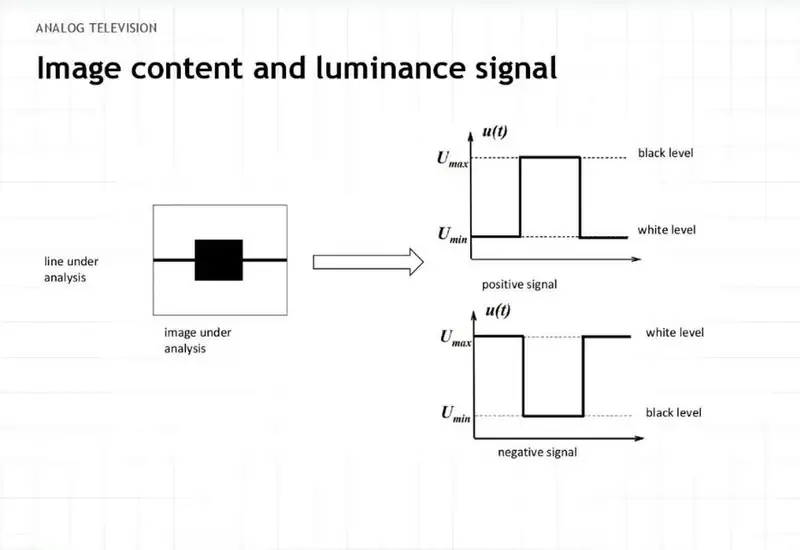 ANALOG TELEVISION
Image content and luminance signal
line under
analysis
image under
analysis
u(t)
Umax
black level
Umin
white level
positive signal
u(t)
Umax
white level
Umin
black level
negative signal